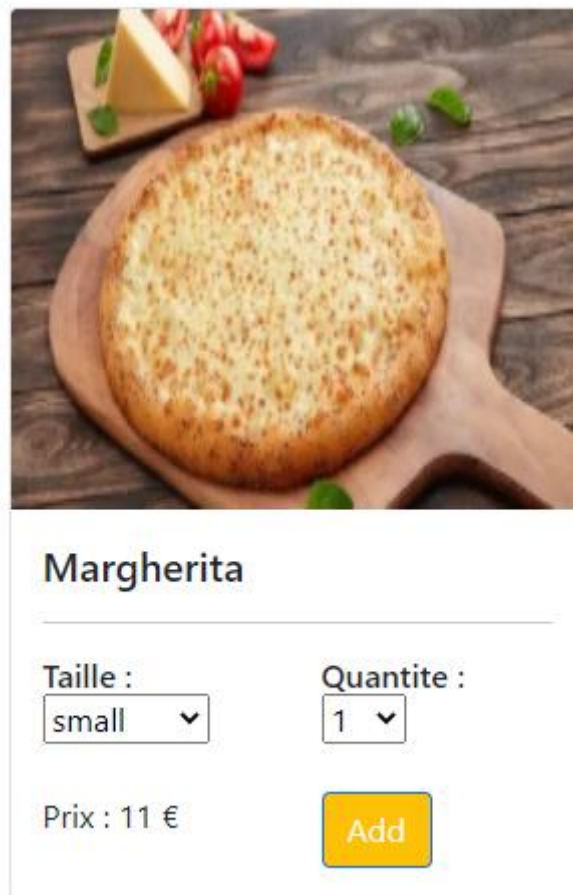 Margherita
Taille : Quantite :
small 1
Prix : 11 € Add